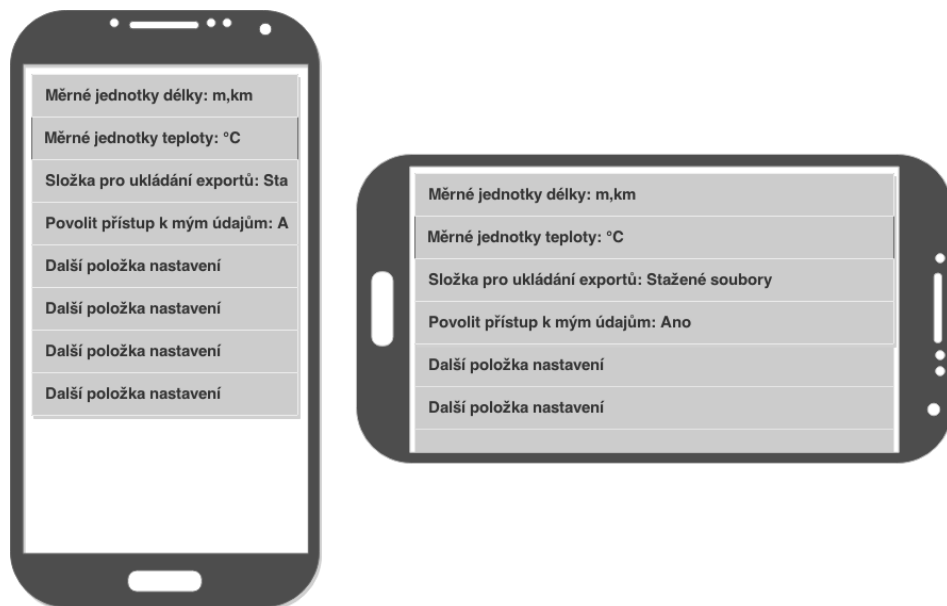 Měrné jednotky délky: m,km
Měrné jednotky teploty: °C
Složka pro ukládání exportů: Sta
Povolit přístup k mým údajům: A
Další položka nastavení
Další položka nastavení
Další položka nastavení
Další položka nastavení
Měrné jednotky délky: m,km
Měrné jednotky teploty: °C
Složka pro ukládání exportů: Stažené soubory
Povolit přístup k mým údajům: Ano
Další položka nastavení
Další položka nastavení